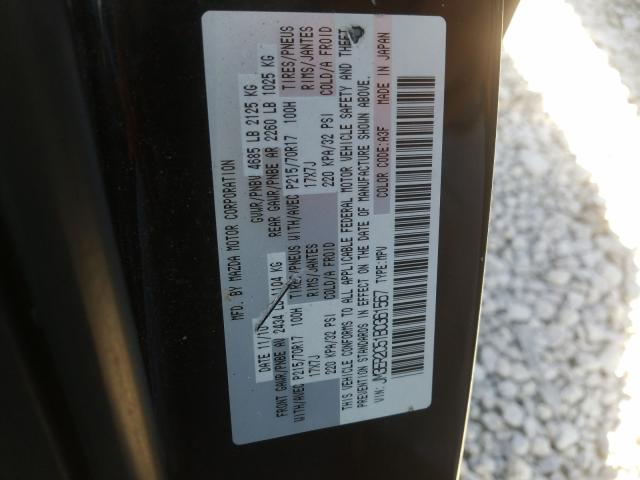 MFD. BY MAZDA MOTOR CORPORATION
DATE 11/10 GVWR/PNBV 4685 LB 2125 KG
FRONT GAWR/PNBE AV 2434 LB 1104 KG REAR GAWR/PNBE AR 2260 LB 1025 KG
WITH/AVEC P215/70R17 100H TIRES/PNEUS WITH/AVEC P215/70R17 100H TIRES/PNEUS
17X7J RIMS/JANTES 17X7J RIMS/JANTES
220 KPA/32 PSI COLD/A FROID 220 KPA/32 PSI COLD/A FROID
THIS VEHICLE CONFORMS TO ALL APPLICABLE FEDERAL MOTOR VEHICLE SAFETY AND THEFT
PREVENTION STANDARDS IN EFFECT ON THE DATE OF MANUFACTURE SHOWN ABOVE.
VIN: JM3ER2C51B0361567 TYPE:MPV COLOR CODE:A3F MADE IN JAPAN